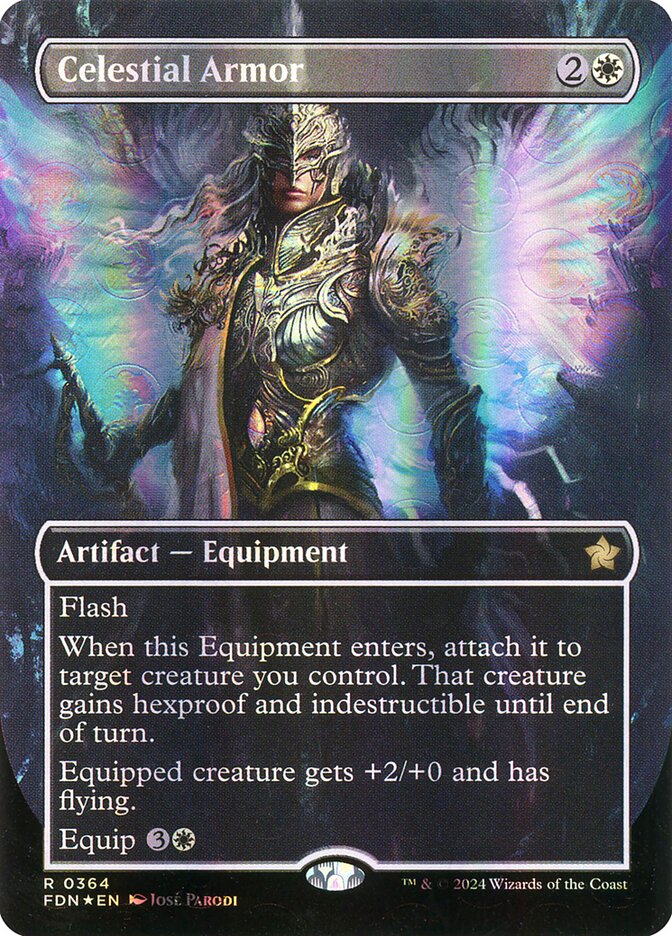 Celestial Armor 2
Artifact — Equipment
Flash
When this Equipment enters, attach it to
target creature you control. That creature
gains hexproof and indestructible until end
of turn.
Equipped creature gets +2/+0 and has
flying.
Equip 3
R 0364
FDN★EN José Parodi
™ & © 2024 Wizards of the Coast